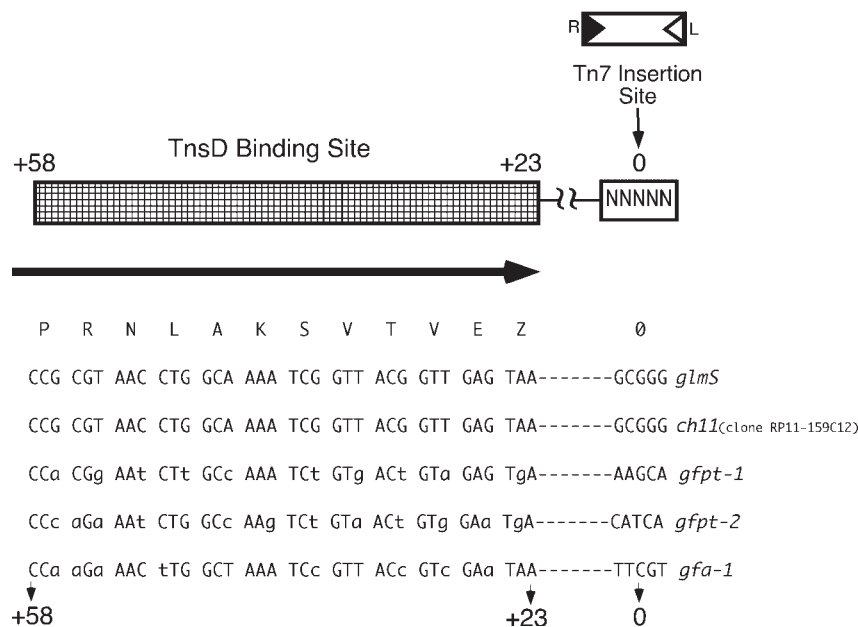 R L
Tn7 Insertion
Site
TnsD Binding Site
+58 +23 0
NNNNN
P R N L A K S V T V E Z 0
CCG CGT AAC CTG GCA AAA TCG GTT ACG GTT GAG TAA-------GCGGG glmS
CCG CGT AAC CTG GCA AAA TCG GTT ACG GTT GAG TAA-------GCGGG ch11(clone RP11-159C12)
CCa CGg AAt CTt GCc AAA TCt GTg ACt GTa GAG TgA-------AAGCA gfpt-1
CCc aGa AAt CTG GCc AAg TCt GTa ACt GTg GAa TgA-------CATCA gfpt-2
CCa aGa AAC tTG GCT AAA TCc GTT ACc GTc GAa TAA-------TTCGT gfa-1
+58 +23 0